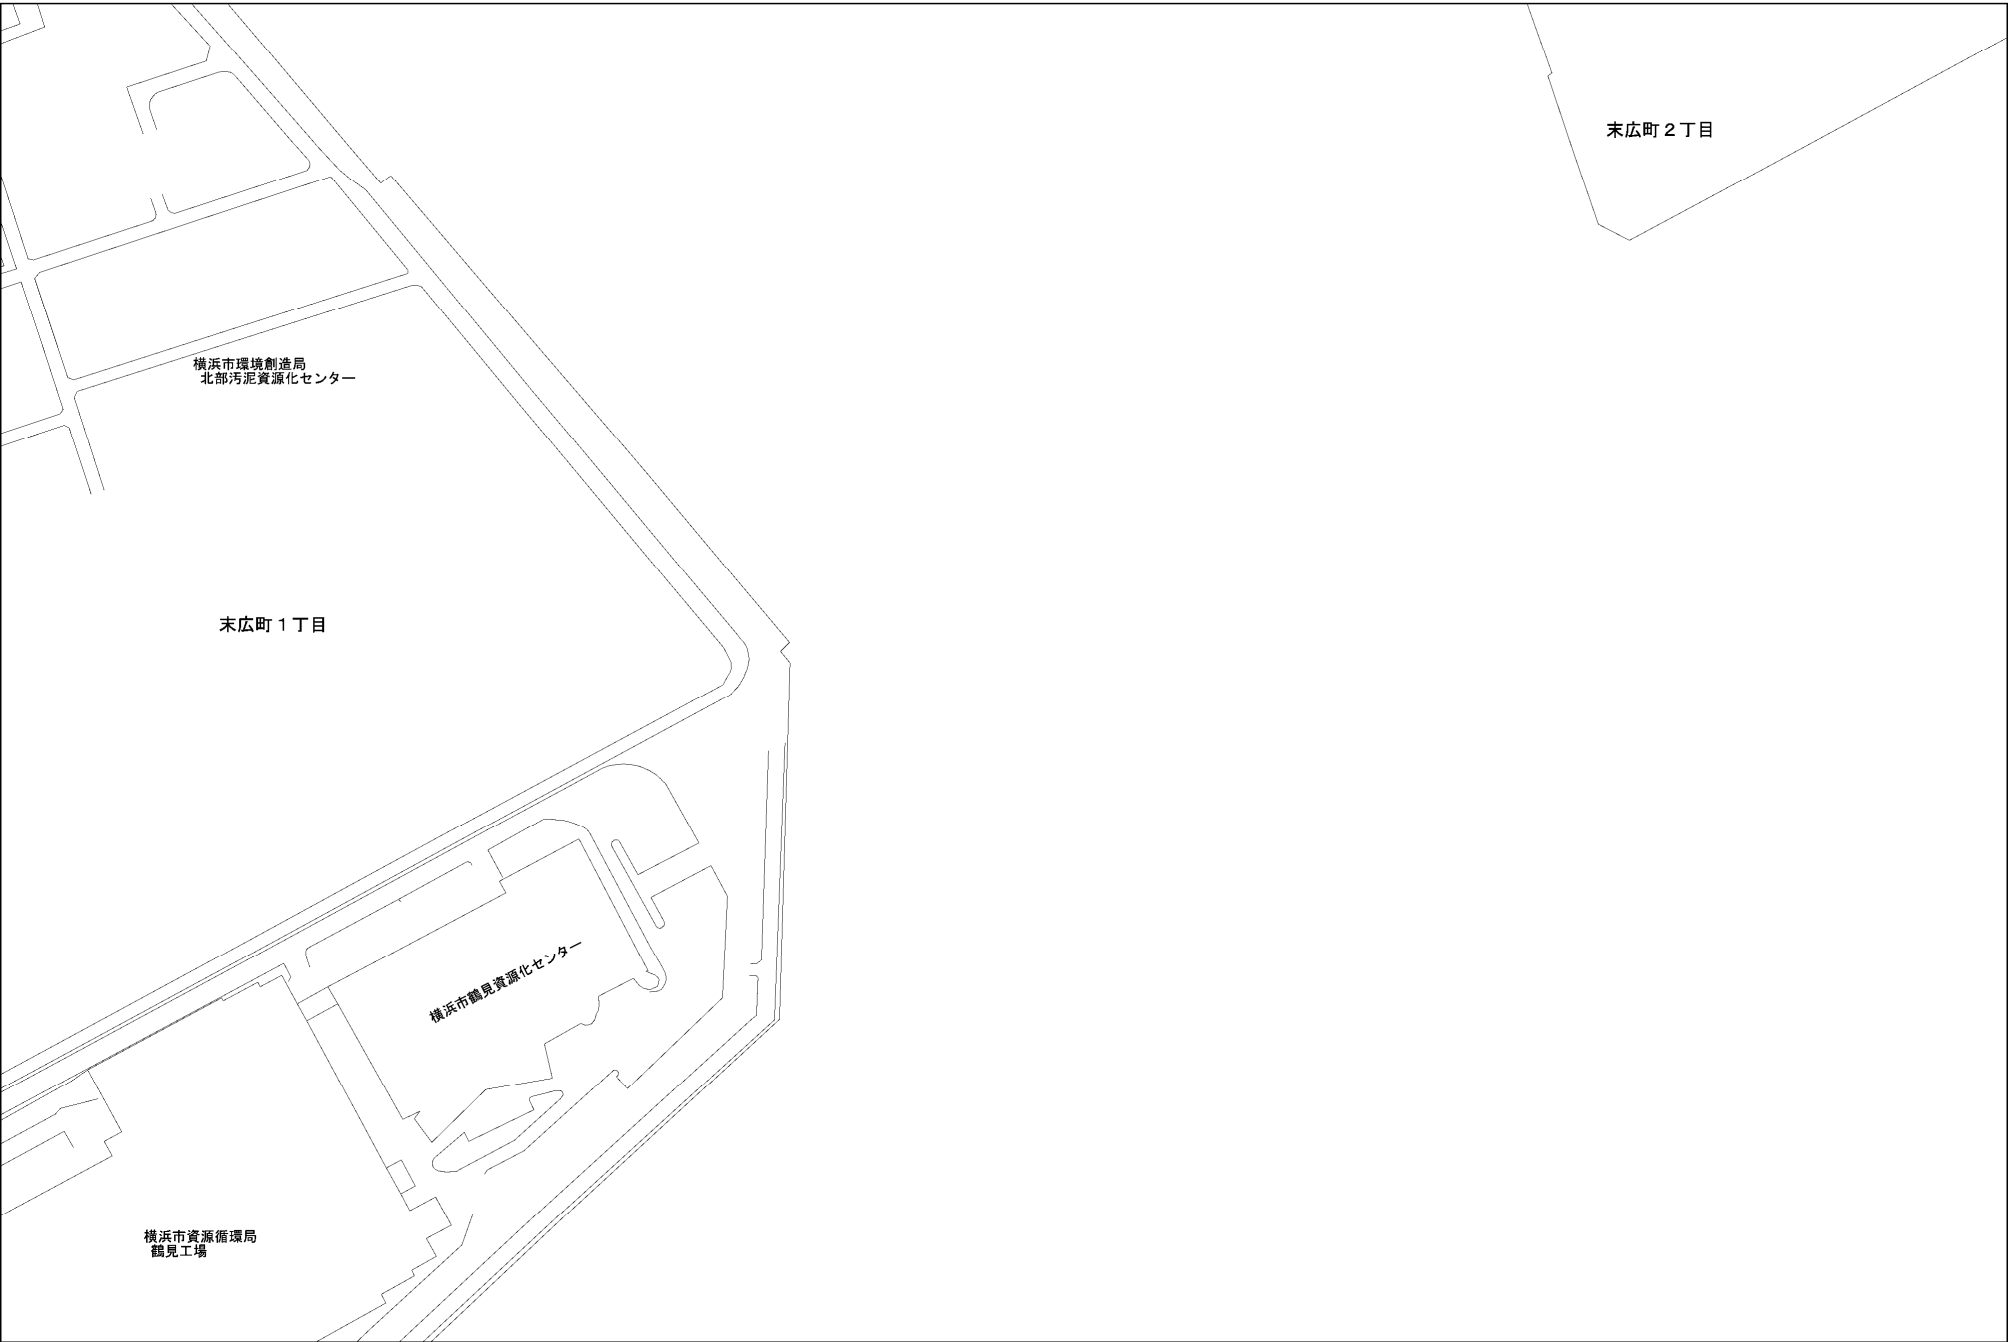 末広町２丁目
横浜市環境創造局
北部汚泥資源化センター
末広町１丁目
横浜市鶴見資源化センター
横浜市資源循環局
鶴見工場